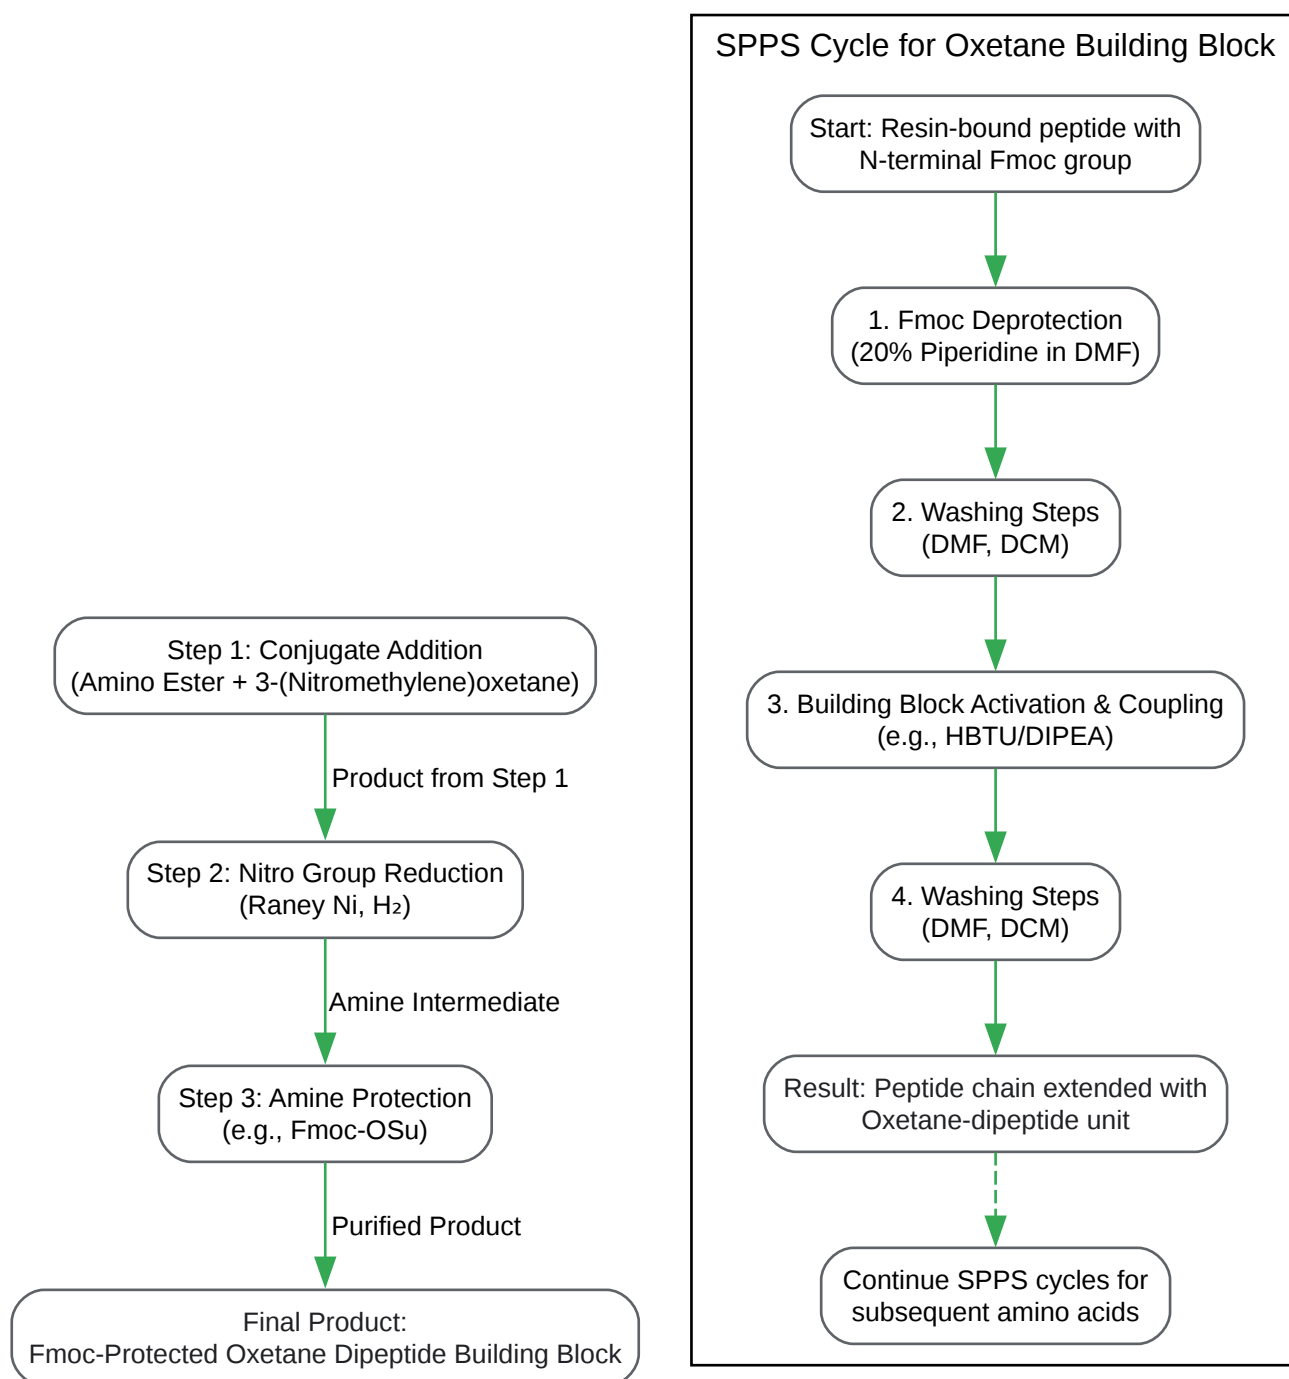 Step 1: Conjugate Addition
(Amino Ester + 3-(Nitromethylene)oxetane)
Product from Step 1
Step 2: Nitro Group Reduction
(Raney Ni, H₂)
Amine Intermediate
Step 3: Amine Protection
(e.g., Fmoc-OSu)
Purified Product
Final Product:
Fmoc-Protected Oxetane Dipeptide Building Block
SPPS Cycle for Oxetane Building Block
Start: Resin-bound peptide with
N-terminal Fmoc group
1. Fmoc Deprotection
(20% Piperidine in DMF)
2. Washing Steps
(DMF, DCM)
3. Building Block Activation & Coupling
(e.g., HBTU/DIPEA)
4. Washing Steps
(DMF, DCM)
Result: Peptide chain extended with
Oxetane-dipeptide unit
Continue SPPS cycles for
subsequent amino acids